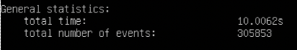 General statistics:
total time: 10.0062s
total number of events: 305853